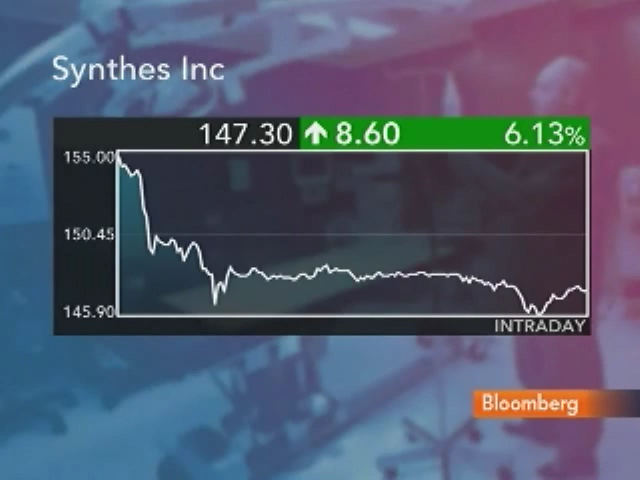 Synthes Inc
147.30 ↑ 8.60 6.13%
155.00
150.45
145.90
INTRADAY
Bloomberg